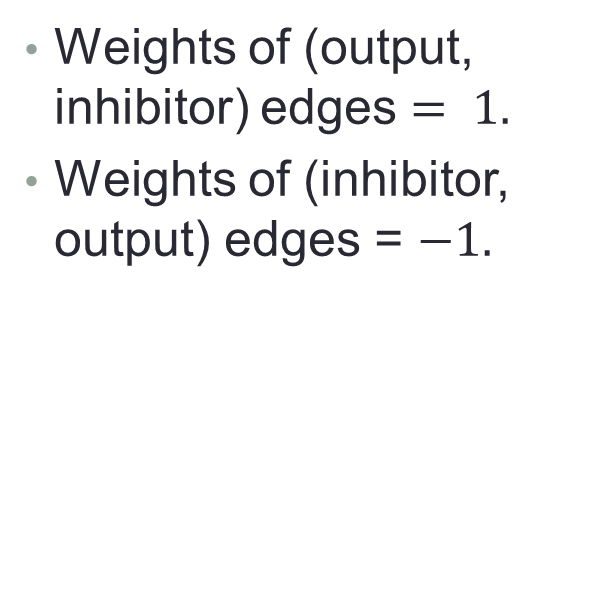 • Weights of (output,
inhibitor) edges = 1.
• Weights of (inhibitor,
output) edges = −1.